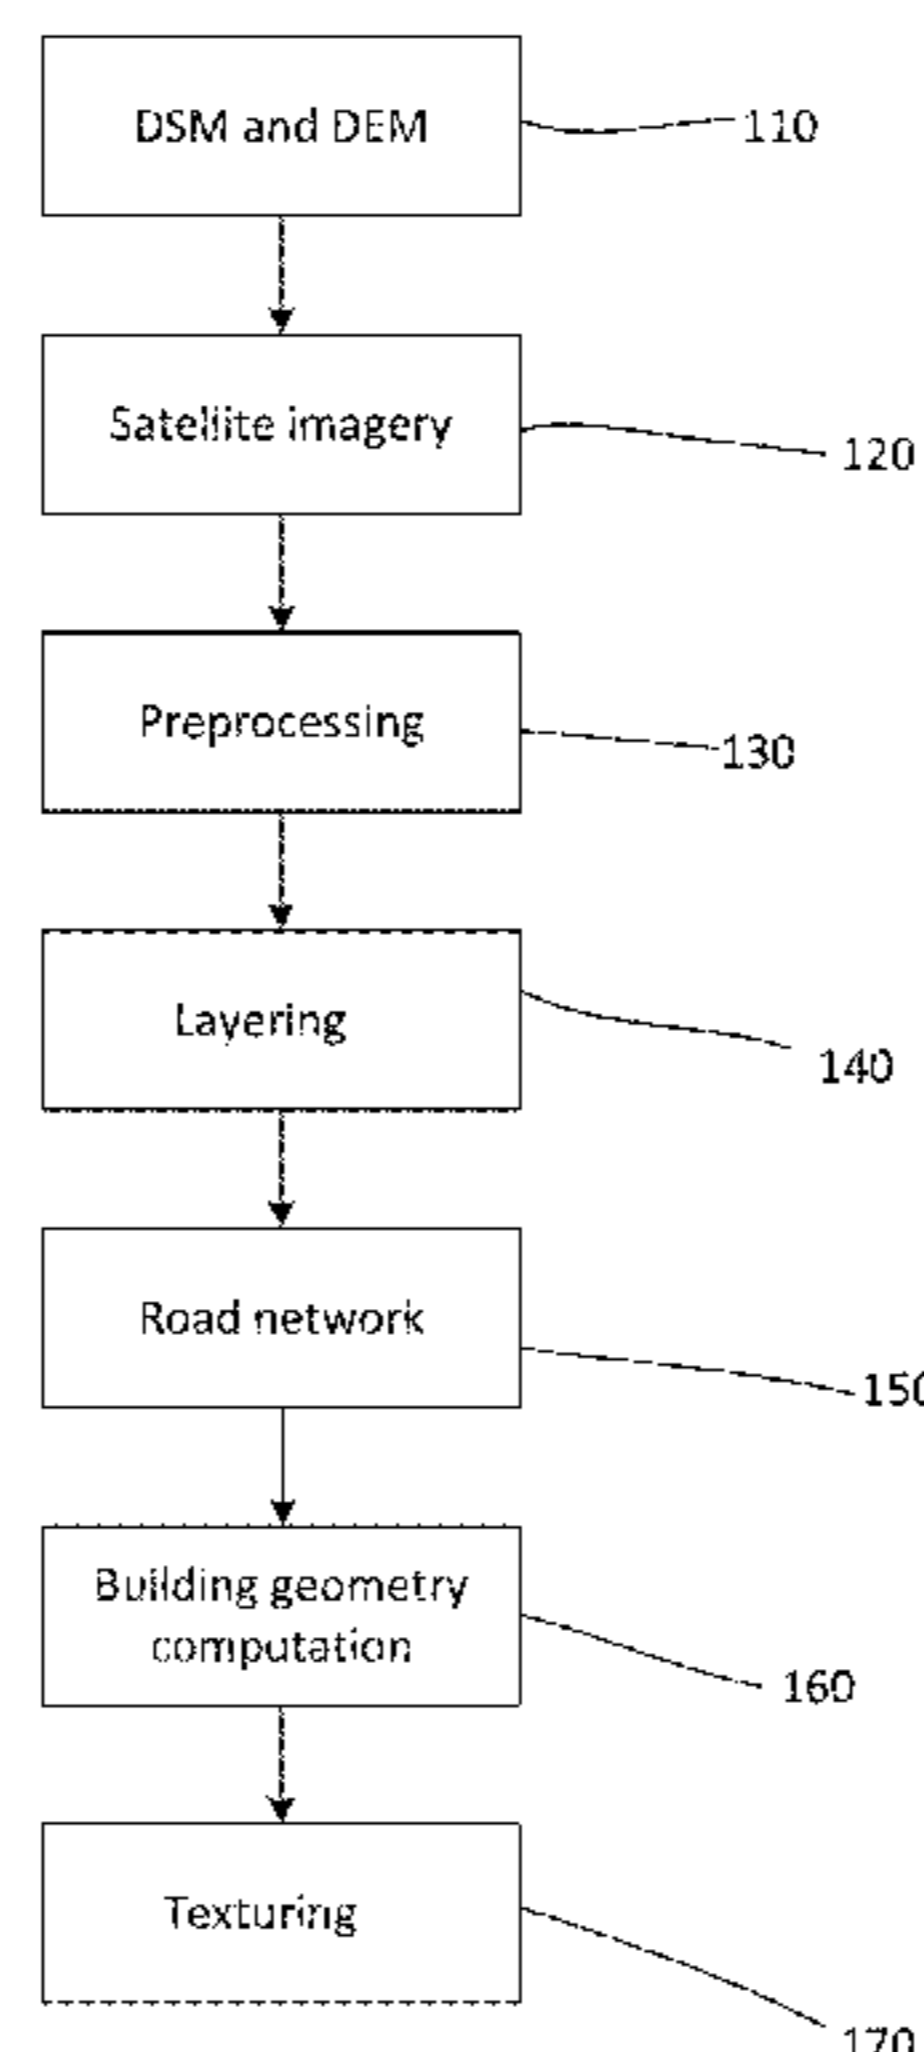 DSM and DEM
110
Satellite imagery
120
Preprocessing
130
Layering
140
Road network
150
Building geometry
computation
160
Texturing
170